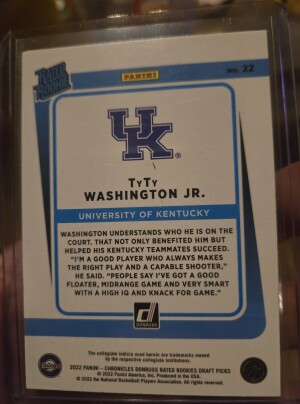 RATED ROOKIE
PANINI
NO. 22
UK®
TyTy
WASHINGTON JR.
UNIVERSITY OF KENTUCKY
WASHINGTON UNDERSTANDS WHO HE IS ON THE
COURT. THAT NOT ONLY BENEFITED HIM BUT
HELPED HIS KENTUCKY TEAMMATES SUCCEED.
"I'M A GOOD PLAYER WHO ALWAYS MAKES
THE RIGHT PLAY AND A CAPABLE SHOOTER,"
HE SAID. "PEOPLE SAY I'VE GOT A GOOD
FLOATER, MIDRANGE GAME AND VERY SMART
WITH A HIGH IQ AND KNACK FOR GAME."
DONRUSS
The collegiate indicia used herein are trademarks owned
by the respective institutions.
2022 PANINI – CHRONICLES DONRUSS RATED ROOKIES DRAFT PICKS
© 2022 Panini America, Inc. Produced in the USA.
© 2022 the National Basketball Players Association. All rights reserved.